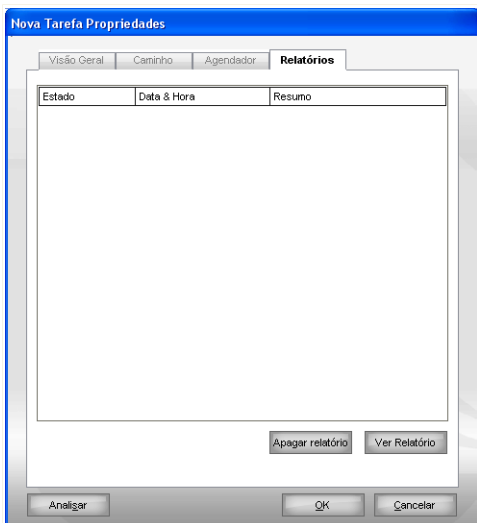 Nova Tarefa Propriedades
Visão Geral Caminho Agendador Relatórios
Estado Data & Hora Resumo
Apagar relatório Ver Relatório
Analisar OK Cancelar